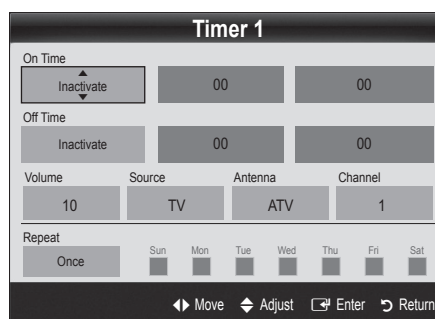 Timer 1
On Time
Inactivate 00 00
Off Time
Inactivate 00 00
Volume Source Antenna Channel
10 TV ATV 1
Repeat
Sun Mon Tue Wed Thu Fri Sat
Once
Move Adjust Enter Return